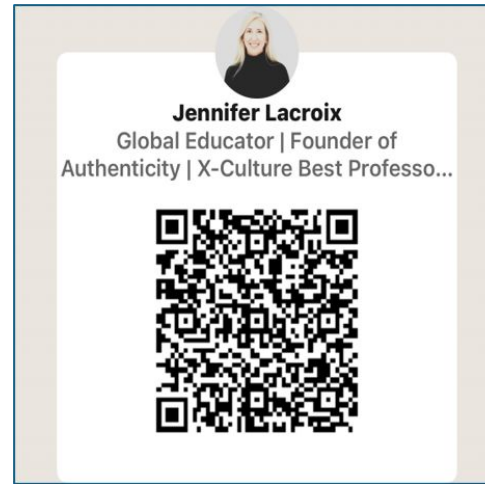 Jennifer Lacroix
Global Educator | Founder of
Authenticity | X-Culture Best Professo...